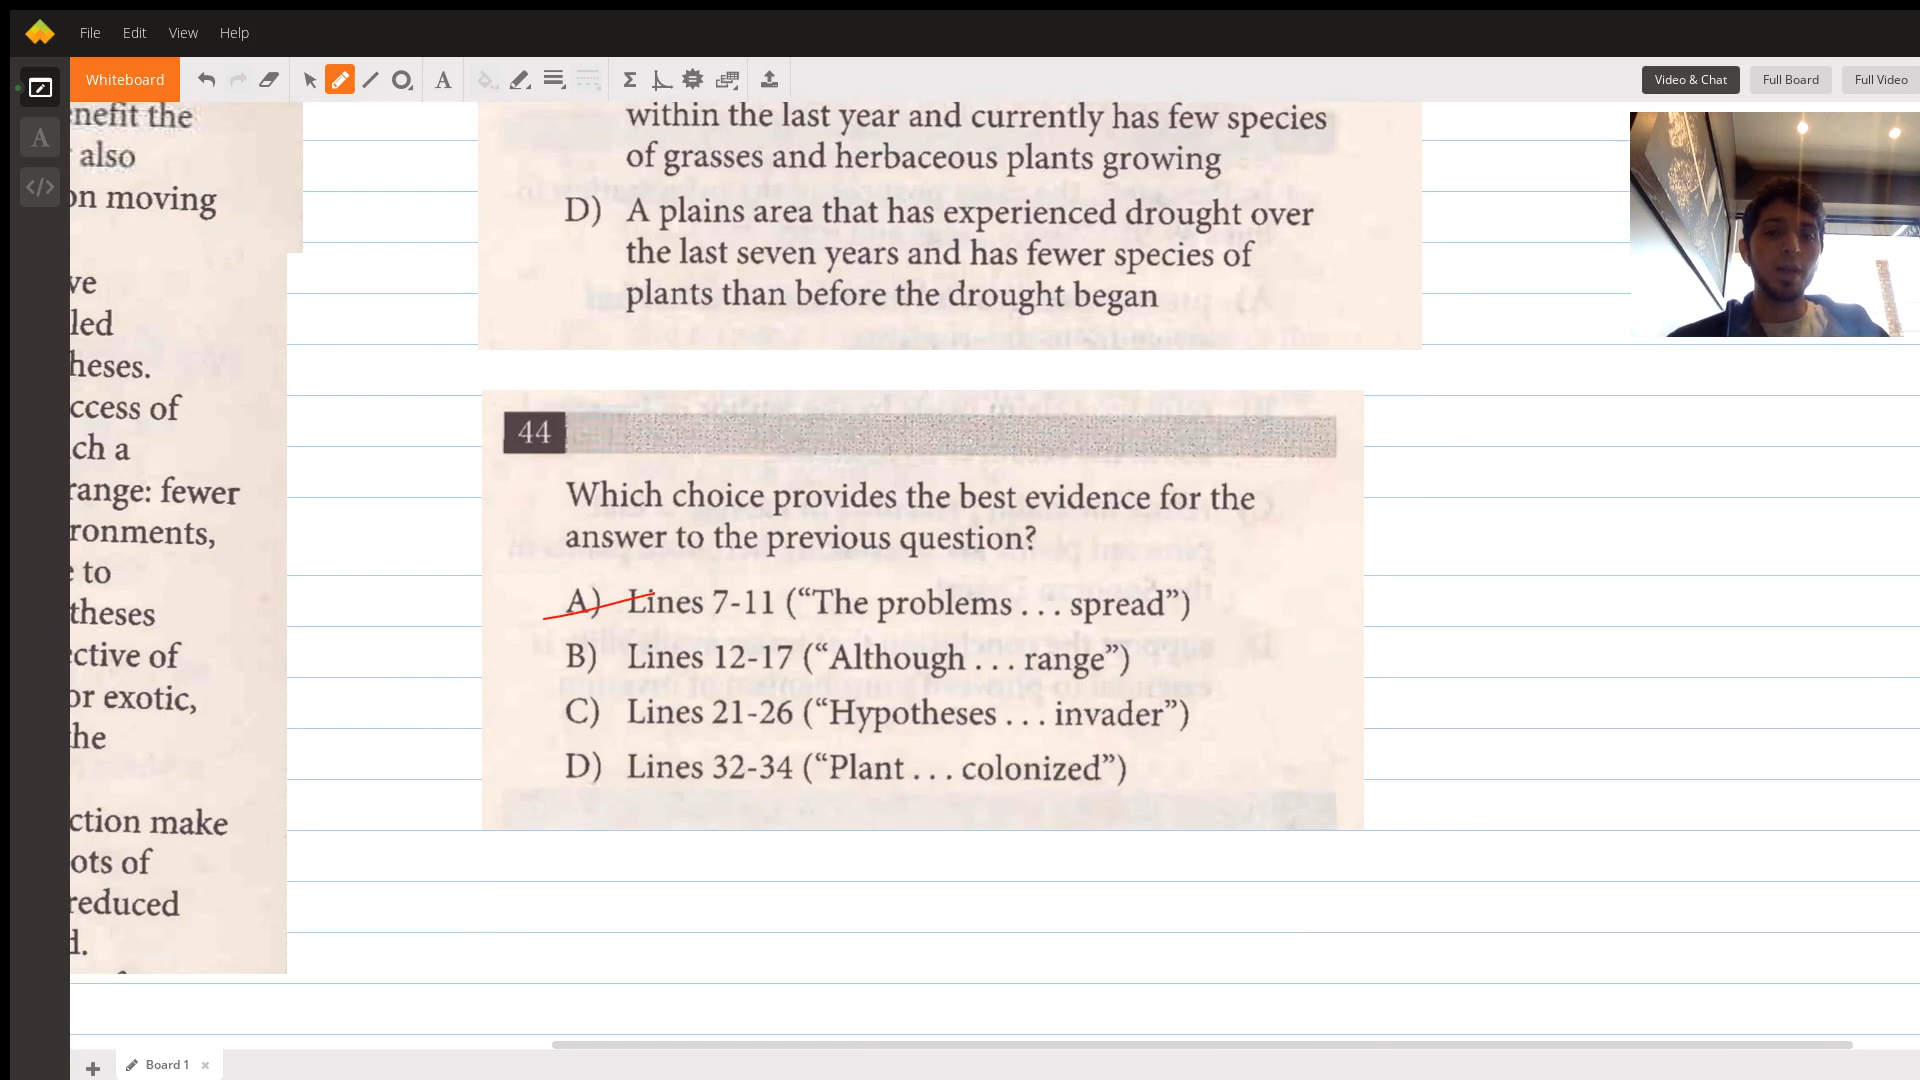 File Edit View Help
Whiteboard
A
Σ
Video & Chat
Full Board
Full Video
A
</>
enefit the
also
on moving
ve
led
heses.
ccess of
ch a
range: fewer
ronments,
e to
theses
ective of
or exotic,
the
ction make
ots of
reduced
d.
within the last year and currently has few species
of grasses and herbaceous plants growing
D) A plains area that has experienced drought over
the last seven years and has fewer species of
plants than before the drought began
44
Which choice provides the best evidence for the
answer to the previous question?
A) Lines 7-11 (“The problems . . . spread”)
B) Lines 12-17 (“Although . . . range”)
C) Lines 21-26 (“Hypotheses . . . invader”)
D) Lines 32-34 (“Plant . . . colonized”)
+ Board 1 ×